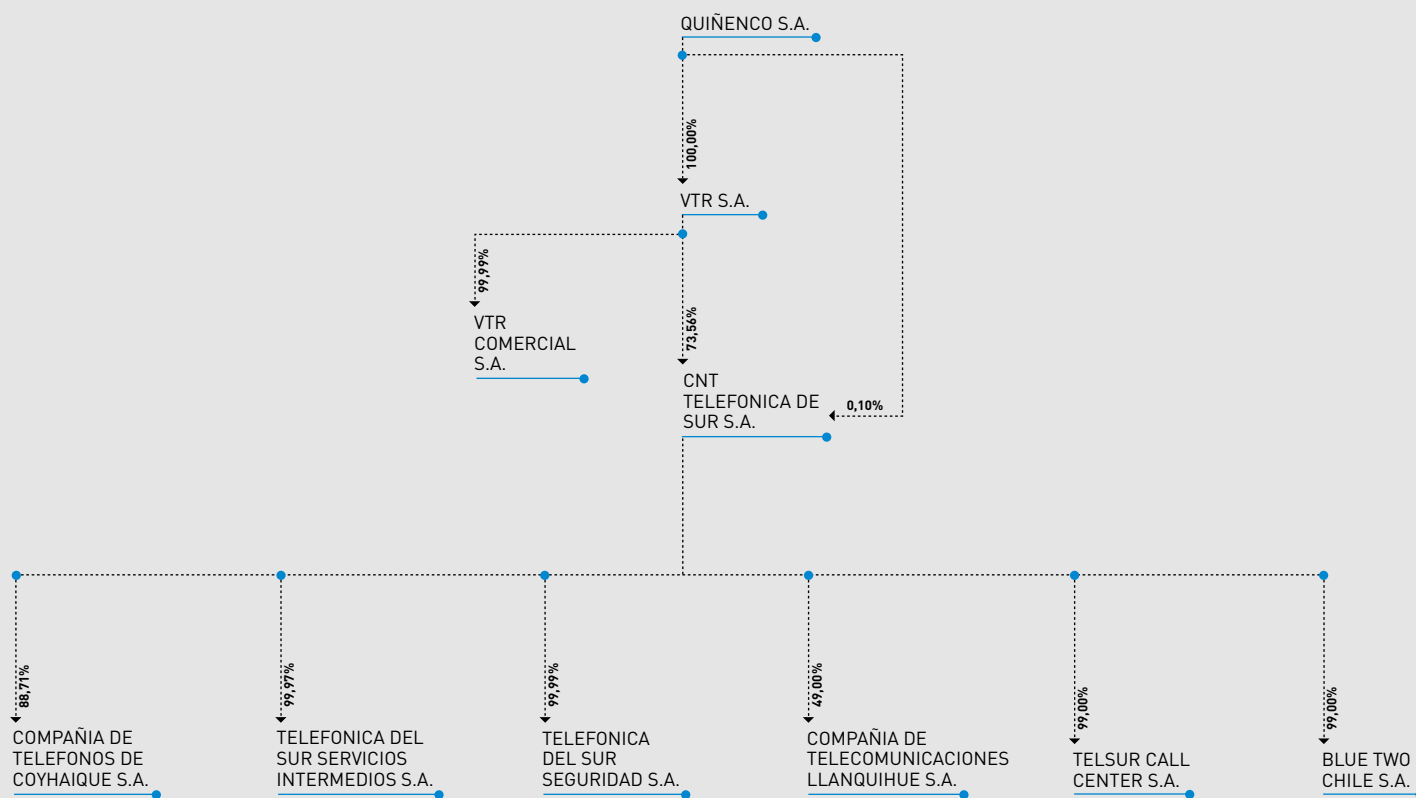 QUIÑENCO S.A.
100,00%
VTR S.A.
99,99%
73,56%
VTR
COMERCIAL
S.A.
CNT
TELEFONICA DE
SUR S.A.
0,10%
88,71%
99,97%
99,99%
49,00%
99,00%
99,00%
COMPAÑIA DE
TELEFONOS DE
COYHAIQUE S.A.
TELEFONICA DEL
SUR SERVICIOS
INTERMEDIOS S.A.
TELEFONICA
DEL SUR
SEGURIDAD S.A.
COMPAÑIA DE
TELECOMUNICACIONES
LLANQUIHUE S.A.
TELSUR CALL
CENTER S.A.
BLUE TWO
CHILE S.A.